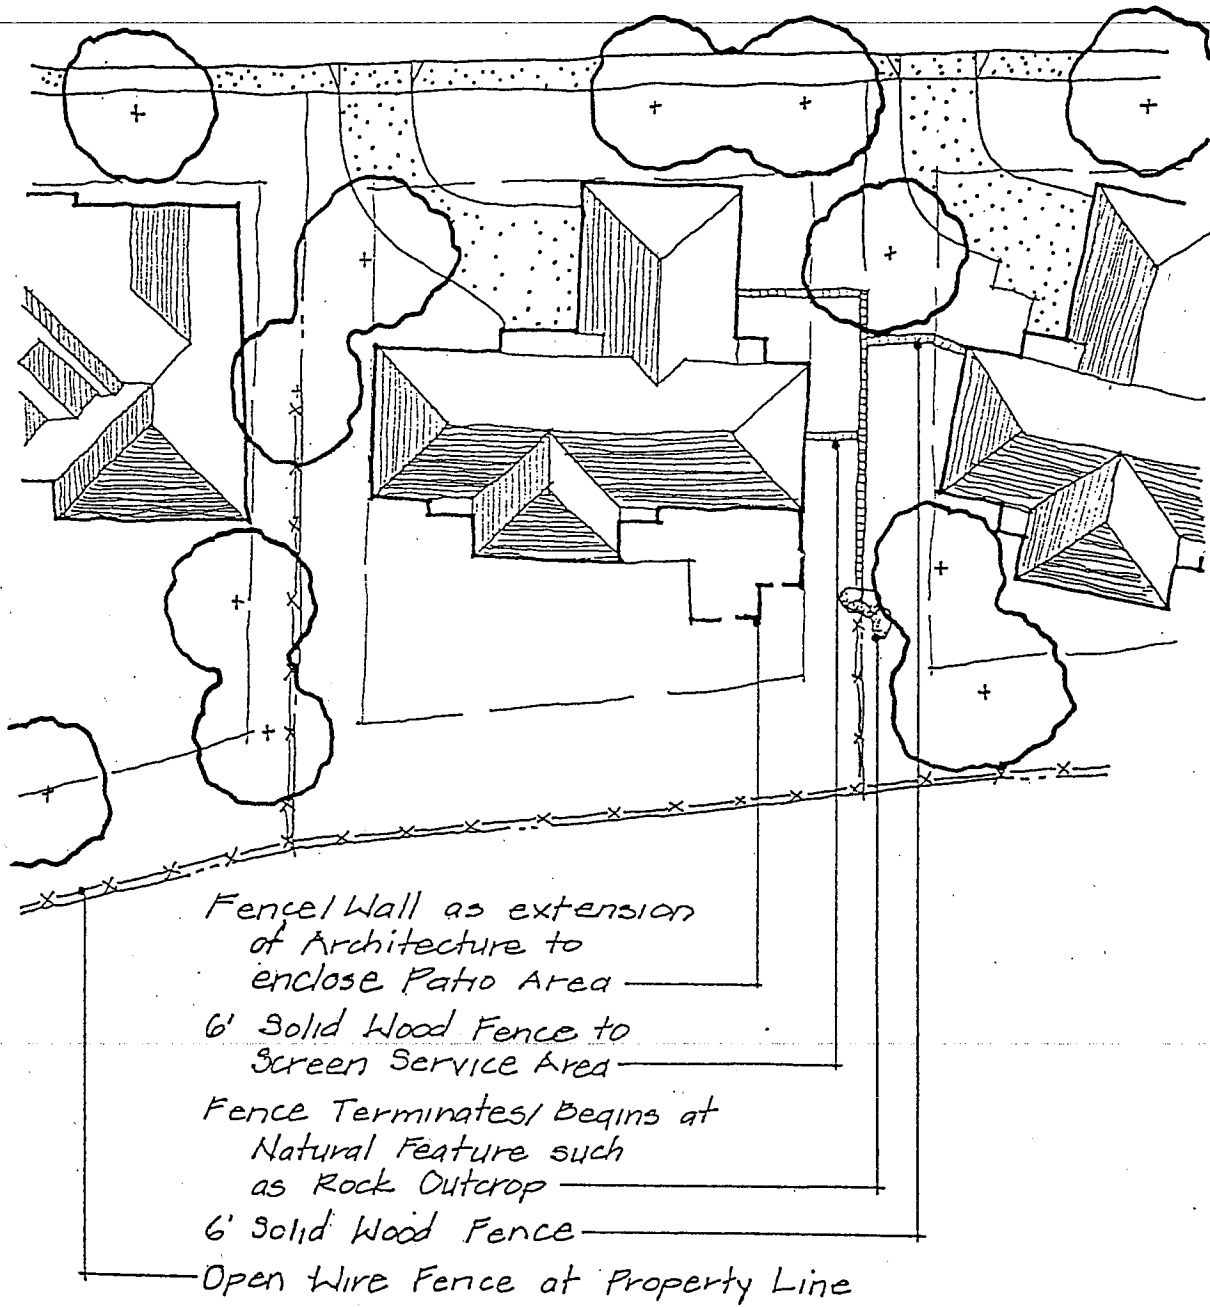 Fence/Wall as extension
of Architecture to
enclose Patio Area
6' Solid Wood Fence to
Screen Service Area
Fence Terminates/Begins at
Natural Feature such
as Rock Outcrop
6' Solid Wood Fence
Open Wire Fence at Property Line